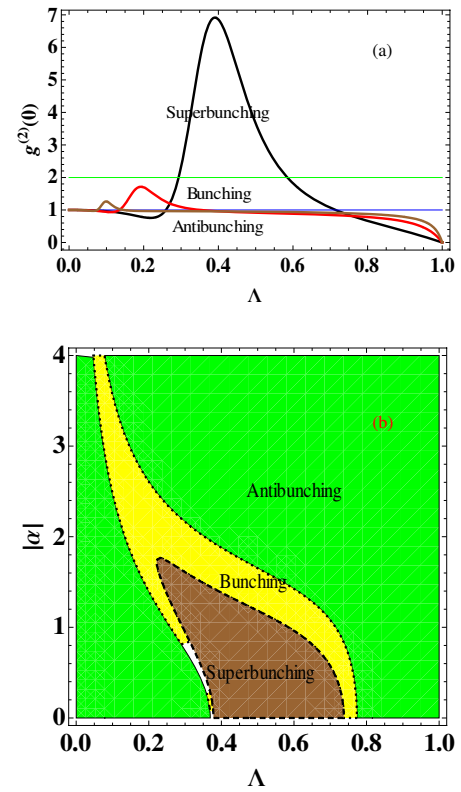 7
6
5
4
3
2
1
0
g(2)(0)
(a)
Superbunching
Bunching
Antibunching
0.0 0.2 0.4 0.6 0.8 1.0
Λ
4
3
2
1
0
|α|
(b)
Antibunching
Bunching
Superbunching
0.0 0.2 0.4 0.6 0.8 1.0
Λ